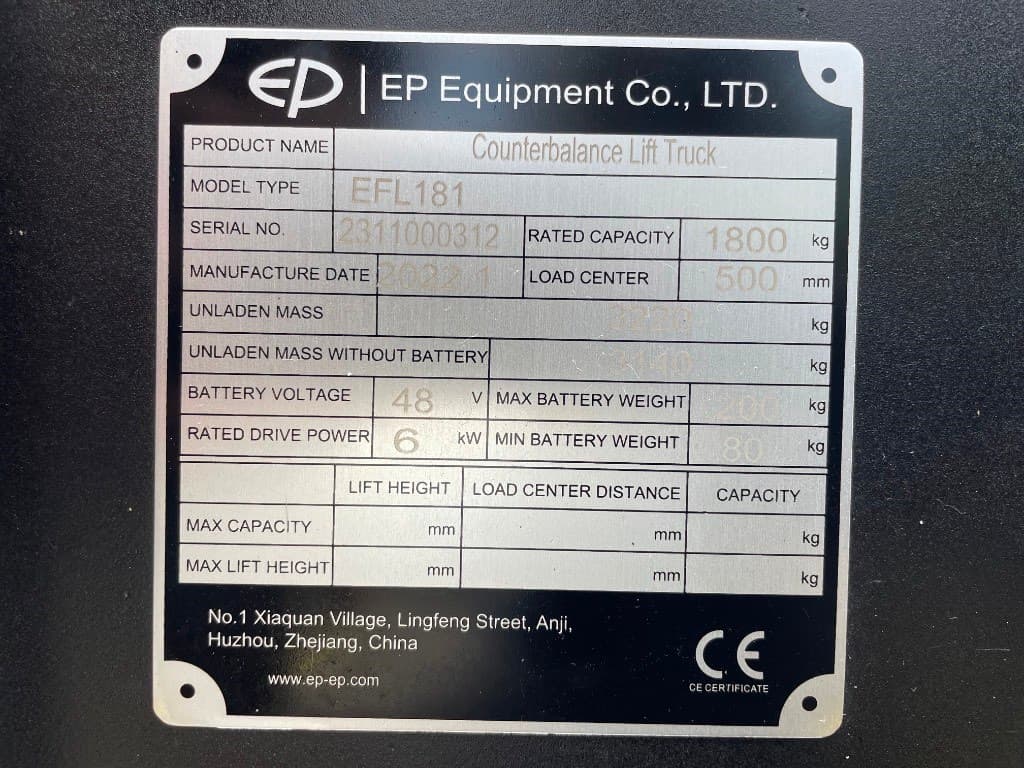 EP | EP Equipment Co., LTD.
PRODUCT NAME Counterbalance Lift Truck
MODEL TYPE EFL181
SERIAL NO. 2311000312 RATED CAPACITY 1800 kg
MANUFACTURE DATE 2022.1 LOAD CENTER 500 mm
UNLADEN MASS kg
UNLADEN MASS WITHOUT BATTERY kg
BATTERY VOLTAGE 48 V MAX BATTERY WEIGHT 200 kg
RATED DRIVE POWER 6 kW MIN BATTERY WEIGHT 80 kg
LIFT HEIGHT LOAD CENTER DISTANCE CAPACITY
MAX CAPACITY mm mm kg
MAX LIFT HEIGHT mm mm kg
No.1 Xiaquan Village, Lingfeng Street, Anji,
Huzhou, Zhejiang, China
www.ep-ep.com
CE
CE CERTIFICATE